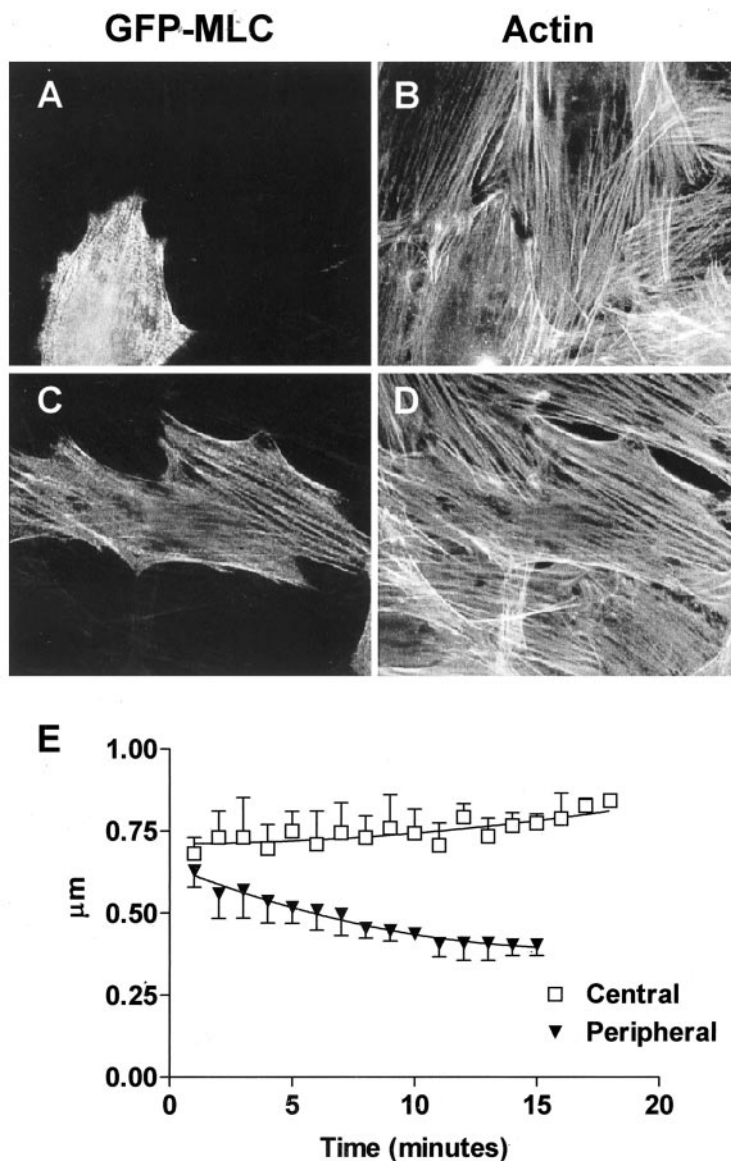 GFP-MLC Actin
A B
C D
E
1.00
0.75
0.50
0.25
0.00
μm
0 5 10 15 20
Time (minutes)
Central
Peripheral